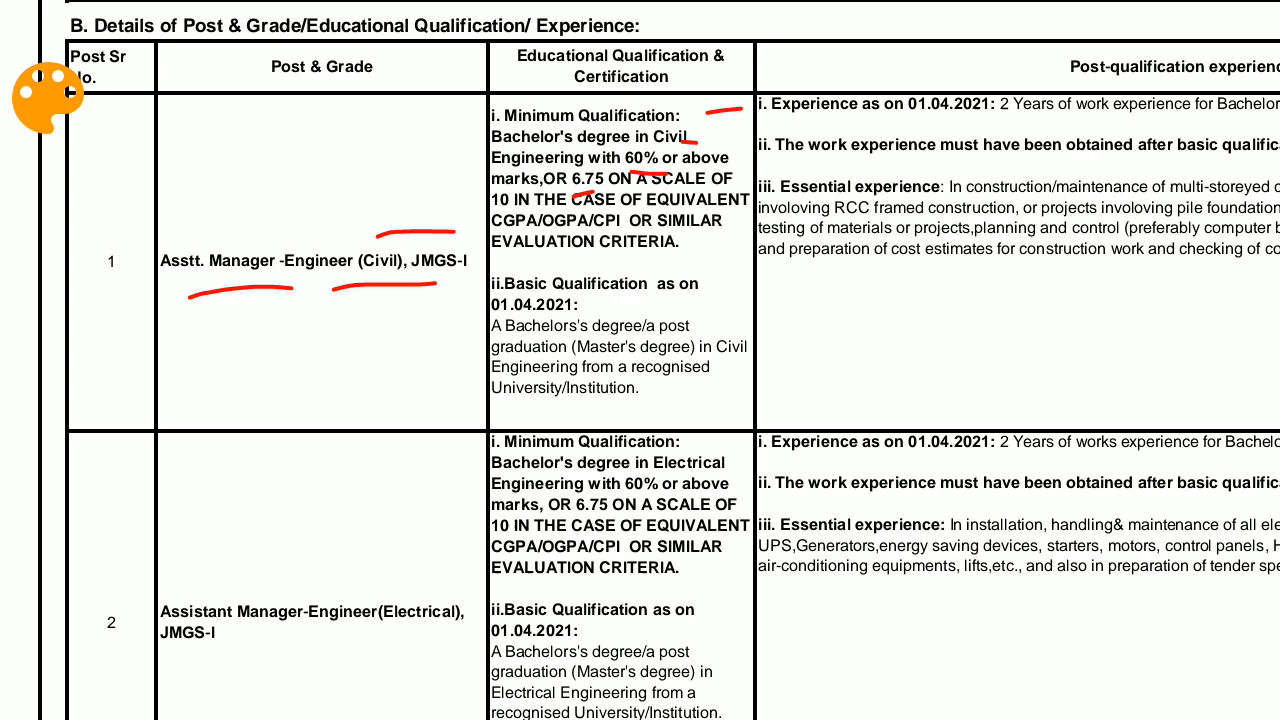 B. Details of Post & Grade/Educational Qualification/ Experience:
Post Sr
No.
Post & Grade
Educational Qualification &
Certification
Post-qualification experienc
1
Asstt. Manager -Engineer (Civil), JMGS-I
i. Minimum Qualification:
Bachelor's degree in Civil
Engineering with 60% or above
marks,OR 6.75 ON A SCALE OF
10 IN THE CASE OF EQUIVALENT
CGPA/OGPA/CPI OR SIMILAR
EVALUATION CRITERIA.
ii.Basic Qualification as on
01.04.2021:
A Bachelors's degree/a post
graduation (Master's degree) in Civil
Engineering from a recognised
University/Institution.
i. Experience as on 01.04.2021: 2 Years of work experience for Bachelor
ii. The work experience must have been obtained after basic qualifica
iii. Essential experience: In construction/maintenance of multi-storeyed
involoving RCC framed construction, or projects involoving pile foundation
testing of materials or projects,planning and control (preferably computer
and preparation of cost estimates for construction work and checking of co
2
Assistant Manager-Engineer(Electrical),
JMGS-I
i. Minimum Qualification:
Bachelor's degree in Electrical
Engineering with 60% or above
marks, OR 6.75 ON A SCALE OF
10 IN THE CASE OF EQUIVALENT
CGPA/OGPA/CPI OR SIMILAR
EVALUATION CRITERIA.
ii.Basic Qualification as on
01.04.2021:
A Bachelors's degree/a post
graduation (Master's degree) in
Electrical Engineering from a
recognised University/Institution.
i. Experience as on 01.04.2021: 2 Years of works experience for Bachelo
ii. The work experience must have been obtained after basic qualifica
iii. Essential experience: In installation, handling& maintenance of all ele
UPS,Generators,energy saving devices, starters, motors, control panels, H
air-conditioning equipments, lifts,etc., and also in preparation of tender spe